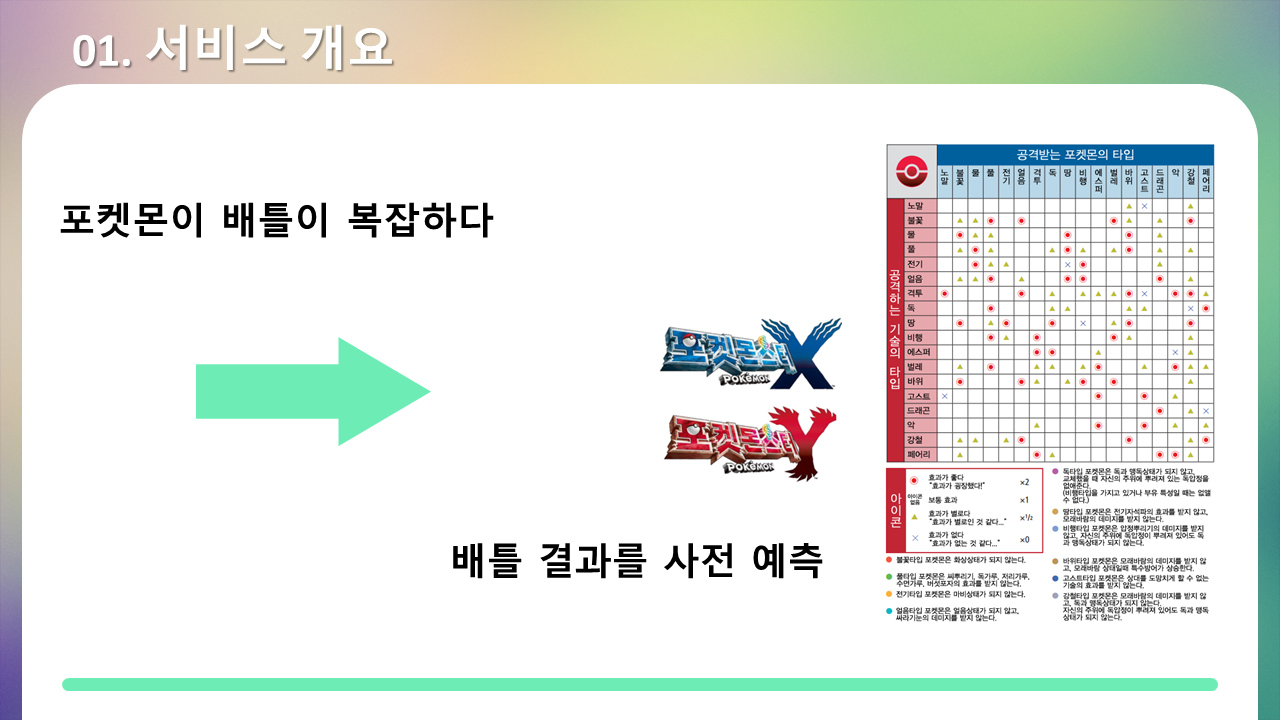 01. 서비스 개요
포켓몬이 배틀이 복잡하다
포켓몬스터 X
POKéMON
포켓몬스터 Y
POKéMON
배틀 결과를 사전 예측
공격받는 포켓몬의 타입
노말 불꽃 물 풀 전기 얼음 격투 독 땅 비행 에스퍼 벌레 바위 고스트 드래곤 악 강철 페어리
공격하는 기술의 타입
노말
불꽃
물
풀
전기
얼음
격투
독
땅
비행
에스퍼
벌레
바위
고스트
드래곤
악
강철
페어리
아이콘
효과가 좋다
"효과가 굉장했다!" ×2
아이콘
없음
보통 효과 ×1
효과가 별로다
"효과가 별로인 것 같다..." ×1/2
효과가 없다
"효과가 없는 것 같다..." ×0
불꽃타입 포켓몬은 화상상태가 되지 않는다.
풀타입 포켓몬은 씨뿌리기, 독가루, 저리가루,
수면가루, 버섯포자의 효과를 받지 않는다.
전기타입 포켓몬은 마비상태가 되지 않는다.
얼음타입 포켓몬은 얼음상태가 되지 않고,
싸라기눈의 데미지를 받지 않는다.
독타입 포켓몬은 독과 맹독상태가 되지 않고,
교체했을 때 자신의 주위에 뿌려져 있는 독압정을
없애준다.
(비행타입을 가지고 있거나 부유 특성일 때는 없앨
수 없다.)
땅타입 포켓몬은 전기자석파의 효과를 받지 않고,
모래바람의 데미지를 받지 않는다.
비행타입 포켓몬은 압정뿌리기의 데미지를 받지
않고, 자신의 주위에 독압정이 뿌려져 있어도 독
과 맹독상태가 되지 않는다.
바위타입 포켓몬은 모래바람의 데미지를 받지 않
고, 모래바람 상태일때 특수방어가 상승한다.
고스트타입 포켓몬은 상대를 도망치게 할 수 없는
기술의 효과를 받지 않는다.
강철타입 포켓몬은 모래바람의 데미지를 받지 않
고, 독과 맹독상태가 되지 않는다.
자신의 주위에 독압정이 뿌려져 있어도 독과 맹독
상태가 되지 않는다.